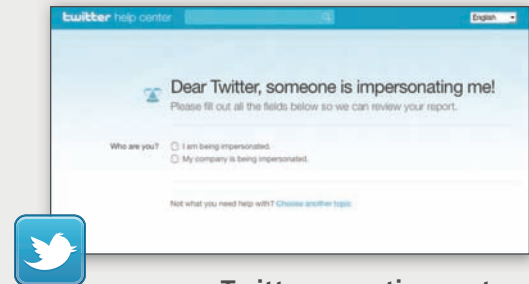 twitter help center
English
Dear Twitter, someone is impersonating me!
Please fill out all the fields below so we can review your report.
Who are you? I am being impersonated.
My company is being impersonated.
Not what you need help with? Choose another topic